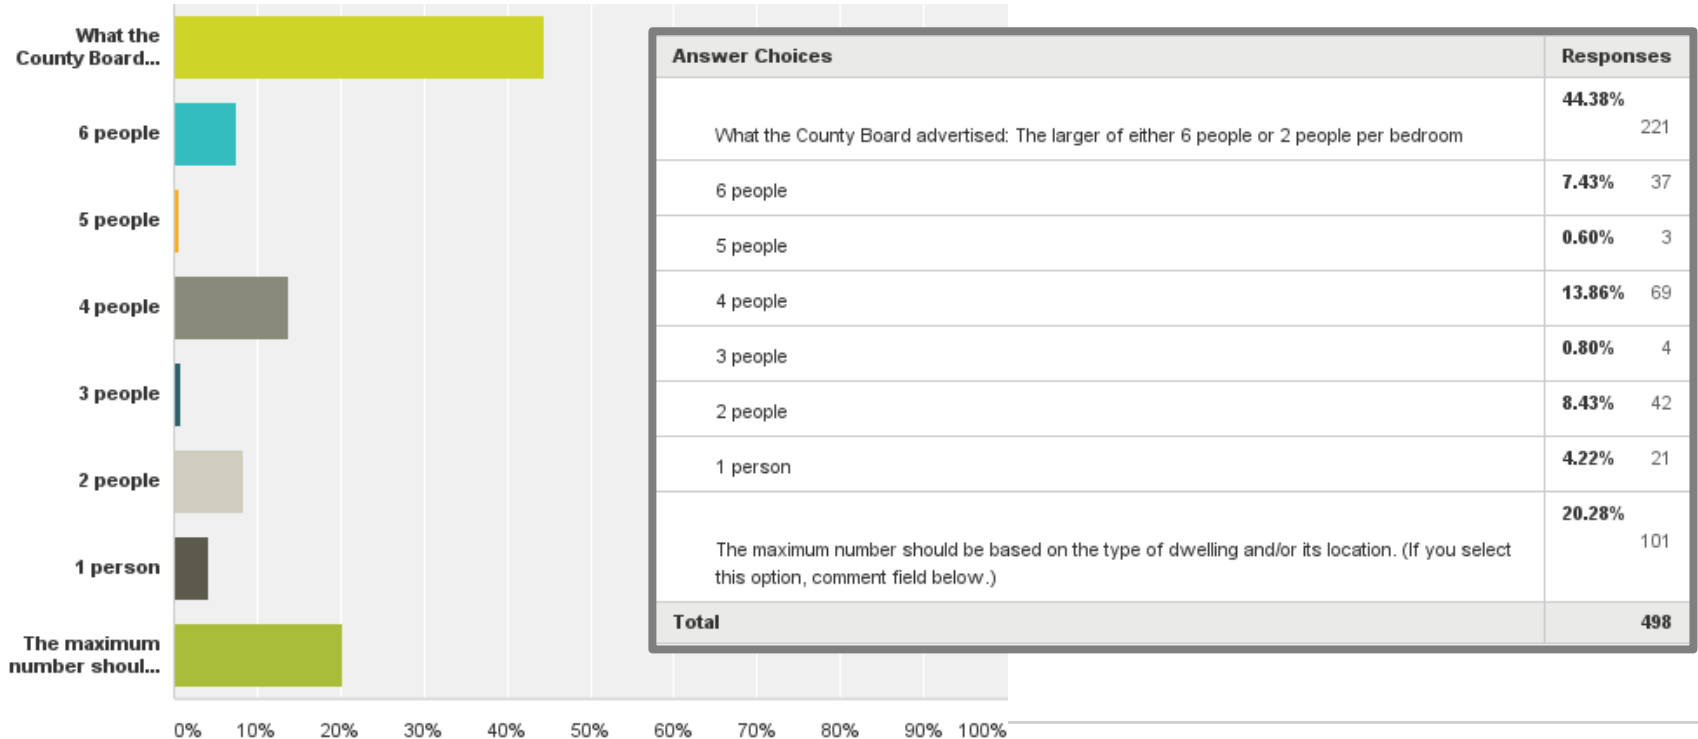 What the
County Board...
6 people
5 people
4 people
3 people
2 people
1 person
The maximum
number shoul...
0% 10% 20% 30% 40% 50% 60% 70% 80% 90% 100%
Answer Choices Responses
44.38%
221
What the County Board advertised: The larger of either 6 people or 2 people per bedroom
6 people 7.43% 37
5 people 0.60% 3
4 people 13.86% 69
3 people 0.80% 4
2 people 8.43% 42
1 person 4.22% 21
20.28%
101
The maximum number should be based on the type of dwelling and/or its location. (If you select
this option, comment field below.)
Total 498